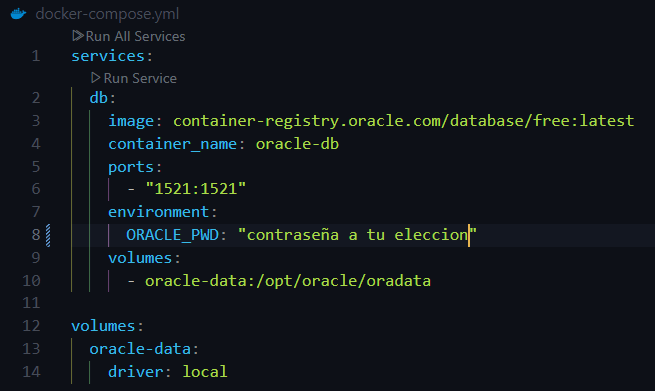 docker-compose.yml
Run All Services
1 services:
Run Service
2 db:
3 image: container-registry.oracle.com/database/free:latest
4 container_name: oracle-db
5 ports:
6 - "1521:1521"
7 environment:
8 ORACLE_PWD: "contraseña a tu eleccion"
9 volumes:
10 - oracle-data:/opt/oracle/oradata
11
12 volumes:
13 oracle-data:
14 driver: local